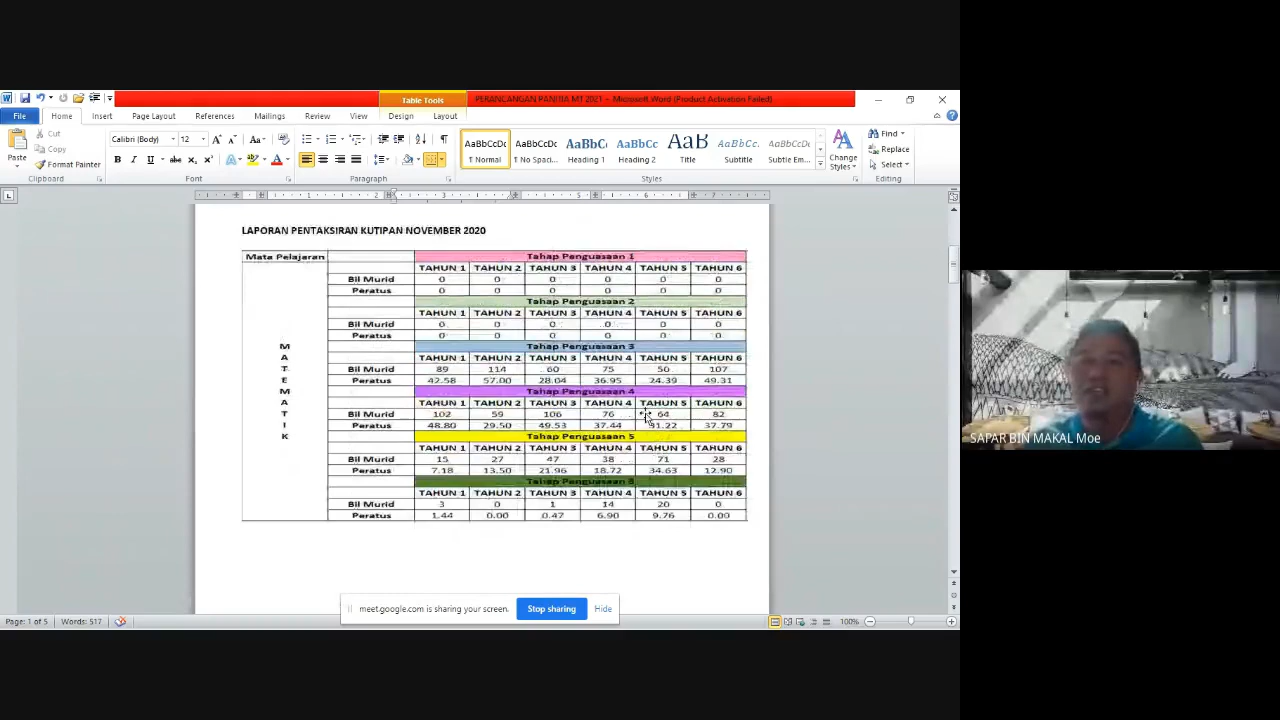 Table Tools
PERANCANGAN PANITIA MT 2021 - Microsoft Word (Product Activation Failed)
File Home Insert Page Layout References Mailings Review View Design Layout
Cut
Copy
Format Painter
Paste
Calibri (Body) 12
AaBbCcDc AaBbCcDc AaBbCc AaBbCc AaB AaBbCc. AaBbCcDc
¶ Normal ¶ No Spac... Heading 1 Heading 2 Title Subtitle Subtle Em...
Change Styles
Find
Replace
Select
Clipboard Font Paragraph Styles Editing
LAPORAN PENTAKSIRAN KUTIPAN NOVEMBER 2020
Mata Pelajaran Tahap Penguasaan 1
TAHUN 1 TAHUN 2 TAHUN 3 TAHUN 4 TAHUN 5 TAHUN 6
Bil Murid 0 0 0 0 0 0
Peratus 0 0 0 0 0 0
Tahap Penguasaan 2
TAHUN 1 TAHUN 2 TAHUN 3 TAHUN 4 TAHUN 5 TAHUN 6
Bil Murid 0 0 0 0 0 0
Peratus 0 0 0 0 0 0
M Tahap Penguasaan 3
A TAHUN 1 TAHUN 2 TAHUN 3 TAHUN 4 TAHUN 5 TAHUN 6
T Bil Murid 89 114 60 75 50 107
E Peratus 42.58 57.00 28.04 36.95 24.39 49.31
M Tahap Penguasaan 4
A TAHUN 1 TAHUN 2 TAHUN 3 TAHUN 4 TAHUN 5 TAHUN 6
T Bil Murid 102 59 106 76 64 82
I Peratus 48.80 29.50 49.53 37.44 31.22 37.79
K Tahap Penguasaan 5
TAHUN 1 TAHUN 2 TAHUN 3 TAHUN 4 TAHUN 5 TAHUN 6
Bil Murid 15 27 47 38 71 28
Peratus 7.18 13.50 21.96 18.72 34.63 12.90
Tahap Penguasaan 6
TAHUN 1 TAHUN 2 TAHUN 3 TAHUN 4 TAHUN 5 TAHUN 6
Bil Murid 3 0 1 14 20 0
Peratus 1.44 0.00 0.47 6.90 9.76 0.00
SAPAR BIN MAKAL Moe
meet.google.com is sharing your screen. Stop sharing Hide
Page: 1 of 5 Words: 517 100%